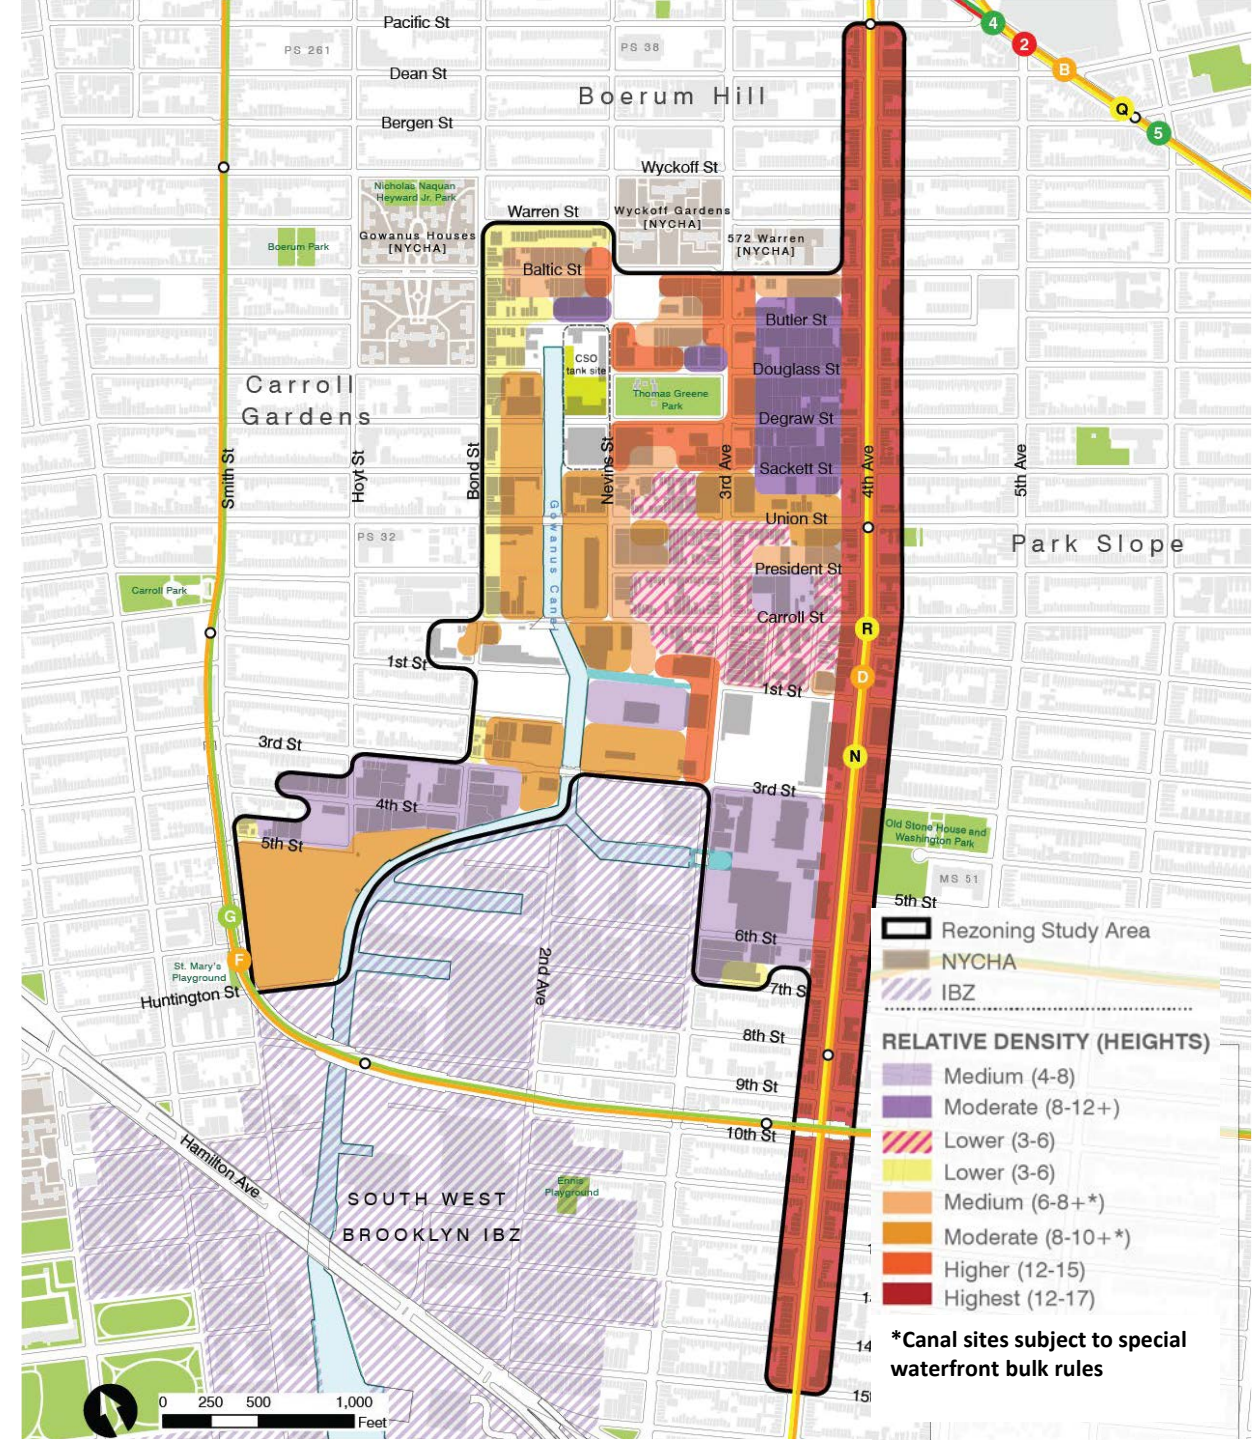 Pacific St
PS 261
PS 38
4
2
B
Q
5
Dean St
Boerum Hill
Bergen St
Wyckoff St
Nicholas Naquan
Heyward Jr. Park
Gowanus Houses
[NYCHA]
Warren St
Wyckoff Gardens
[NYCHA]
572 Warren
[NYCHA]
Boerum Park
Baltic St
Butler St
CSO
tank site
Douglass St
Carroll
Gardens
Thomas Greene
Park
Degraw St
Smith St
Hoyt St
Bond St
Nevins St
3rd Ave
Sackett St
4th Ave
5th Ave
Gowanus Canal
Union St
PS 32
Park Slope
President St
Carroll Park
Carroll St
R
1st St
D
1st St
3rd St
N
3rd St
4th St
Old Stone House and
Washington Park
5th St
MS 51
5th St
G
6th St
F
St. Mary's
Playground
2nd Ave
7th S
Huntington St
8th St
9th St
10th St
Hamilton Ave
Ennis
Playground
SOUTH WEST
BROOKLYN IBZ
14
0 250 500 1,000
Feet
Rezoning Study Area
NYCHA
IBZ
RELATIVE DENSITY (HEIGHTS)
Medium (4-8)
Moderate (8-12+)
Lower (3-6)
Lower (3-6)
Medium (6-8+*)
Moderate (8-10+*)
Higher (12-15)
Highest (12-17)
*Canal sites subject to special
waterfront bulk rules